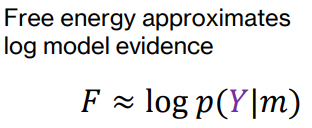 Free energy approximates
log model evidence
F ≈ log p(Y|m)